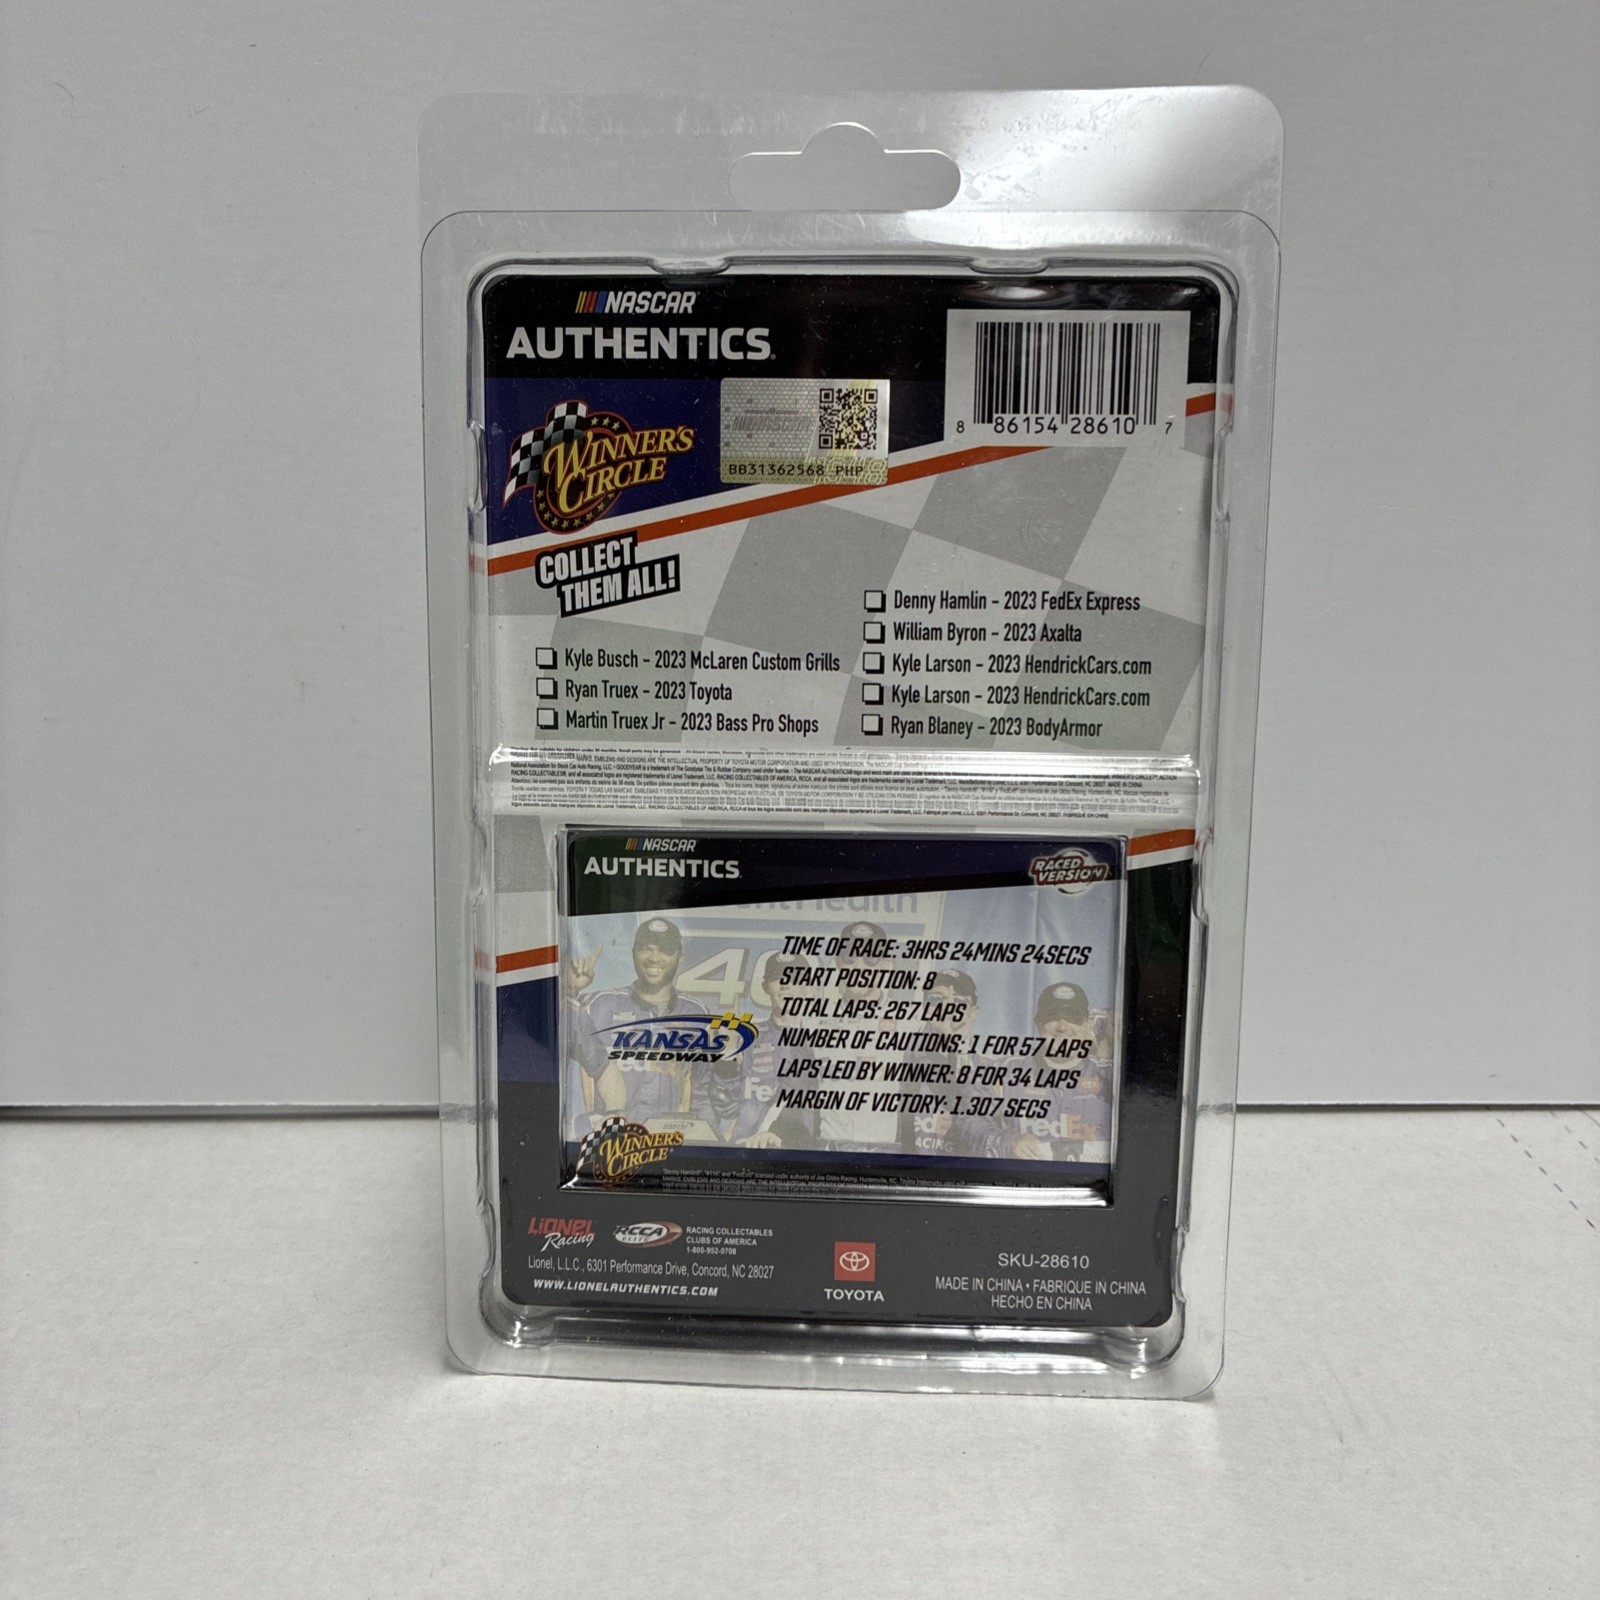 NASCAR
AUTHENTICS
8 86154 28610 7
WINNER'S
CIRCLE
NASCAR
BB31362568 PHP
COLLECT
THEM ALL!
Kyle Busch - 2023 McLaren Custom Grills
Ryan Truex - 2023 Toyota
Martin Truex Jr - 2023 Bass Pro Shops
Denny Hamlin - 2023 FedEx Express
William Byron - 2023 Axalta
Kyle Larson - 2023 HendrickCars.com
Kyle Larson - 2023 HendrickCars.com
Ryan Blaney - 2023 BodyArmor
NASCAR
AUTHENTICS
RACED
VERSION
Health
40
TIME OF RACE: 3HRS 24MINS 24SECS
START POSITION: 8
TOTAL LAPS: 267 LAPS
NUMBER OF CAUTIONS: 1 FOR 57 LAPS
LAPS LED BY WINNER: 8 FOR 34 LAPS
MARGIN OF VICTORY: 1.307 SECS
KANSAS
SPEEDWAY
FedEx
WINNER'S
CIRCLE
LIONEL
Racing
RCCA
RACING COLLECTABLES
CLUBS OF AMERICA
1-800-952-0708
Lionel, L.L.C., 6301 Performance Drive, Concord, NC 28027
WWW.LIONELAUTHENTICS.COM
TOYOTA
SKU-28610
MADE IN CHINA • FABRIQUE IN CHINA
HECHO EN CHINA